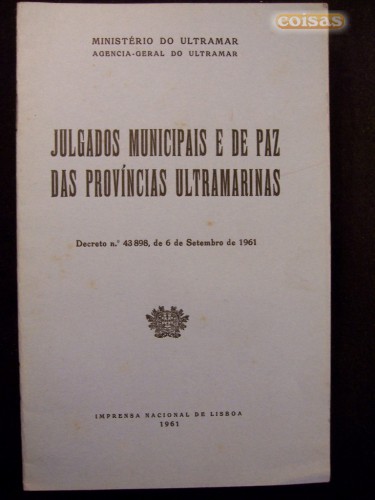 coisas
MINISTÉRIO DO ULTRAMAR
AGENCIA-GERAL DO ULTRAMAR
JULGADOS MUNICIPAIS E DE PAZ
DAS PROVÍNCIAS ULTRAMARINAS
Decreto n.º 43 898, de 6 de Setembro de 1961
IMPRENSA NACIONAL DE LISBOA
1961